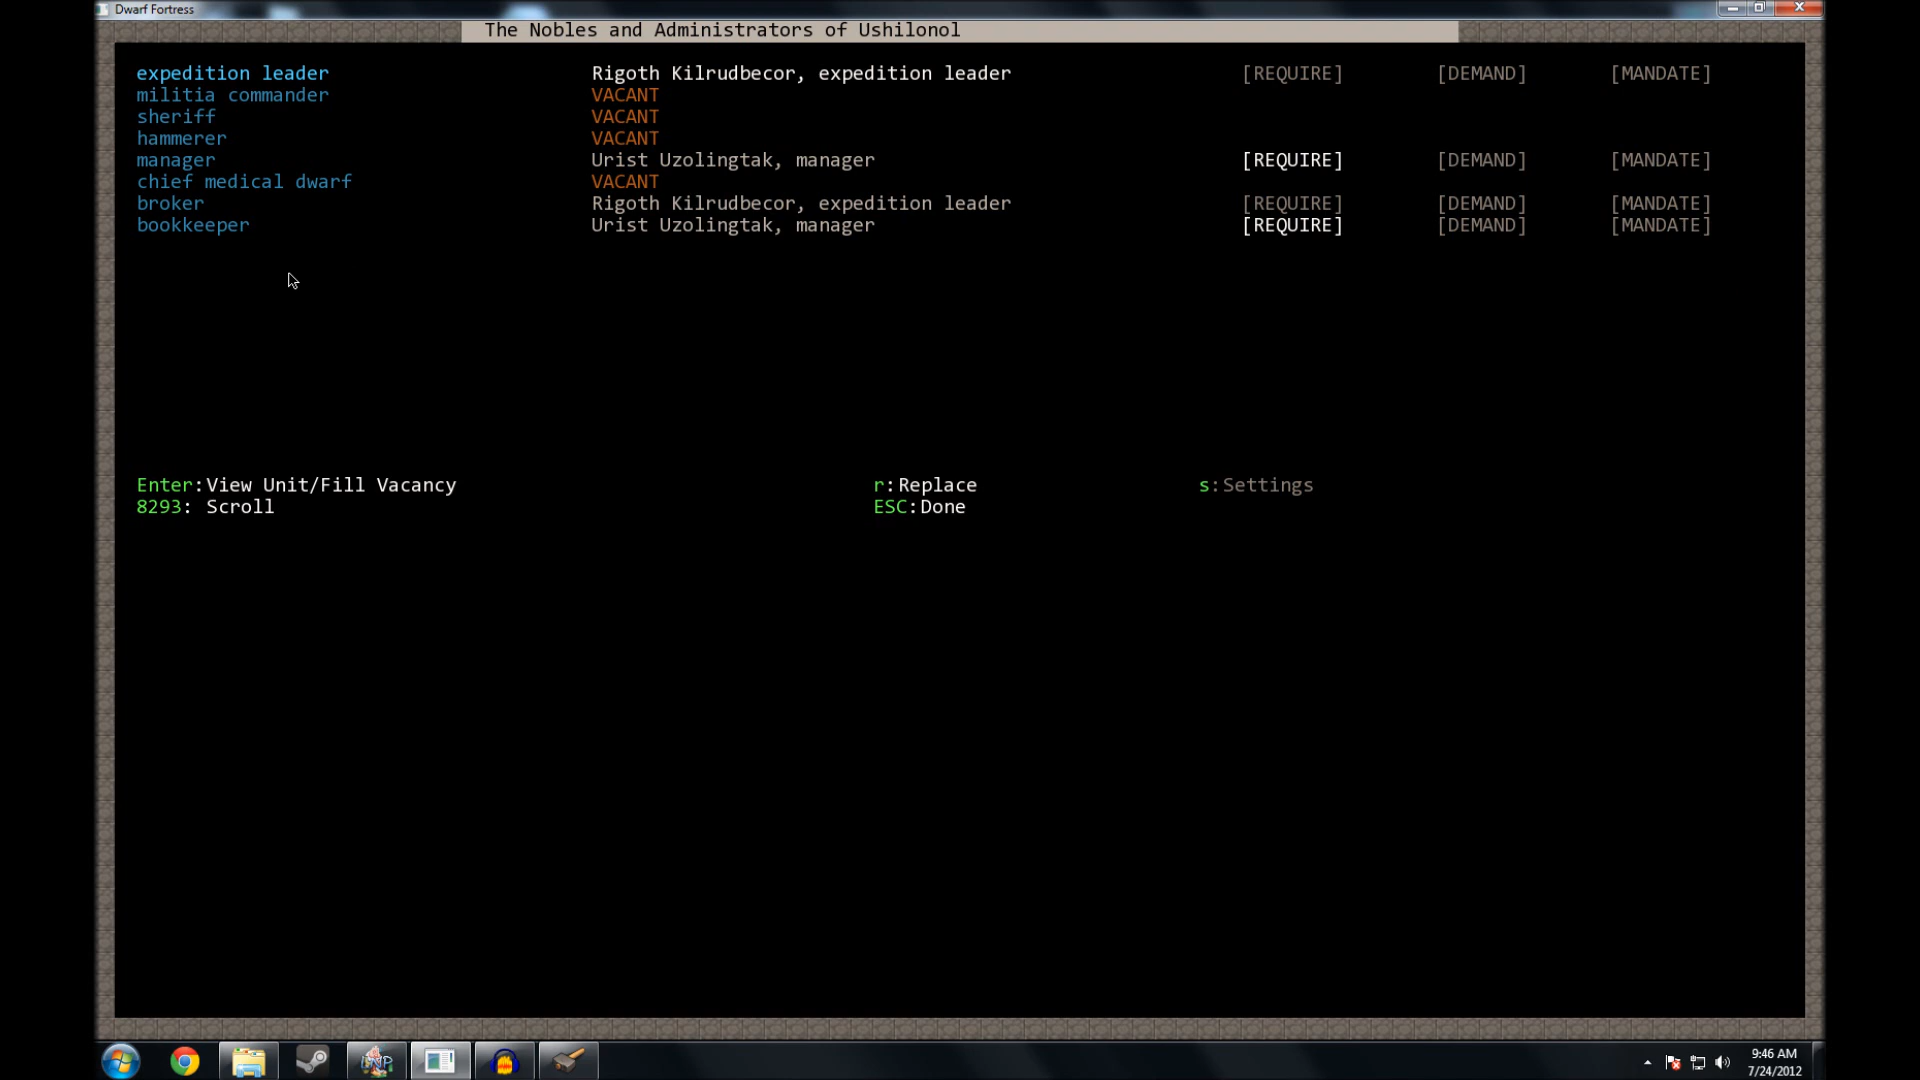 Dwarf Fortress
The Nobles and Administrators of Ushilonol
expedition leader Rigoth Kilrudbecor, expedition leader [REQUIRE] [DEMAND] [MANDATE]
militia commander VACANT
sheriff VACANT
hammerer VACANT
manager Urist Uzolingtak, manager [REQUIRE] [DEMAND] [MANDATE]
chief medical dwarf VACANT
broker Rigoth Kilrudbecor, expedition leader [REQUIRE] [DEMAND] [MANDATE]
bookkeeper Urist Uzolingtak, manager [REQUIRE] [DEMAND] [MANDATE]
Enter:View Unit/Fill Vacancy r:Replace s:Settings
8293: Scroll ESC:Done
9:46 AM
7/24/2012